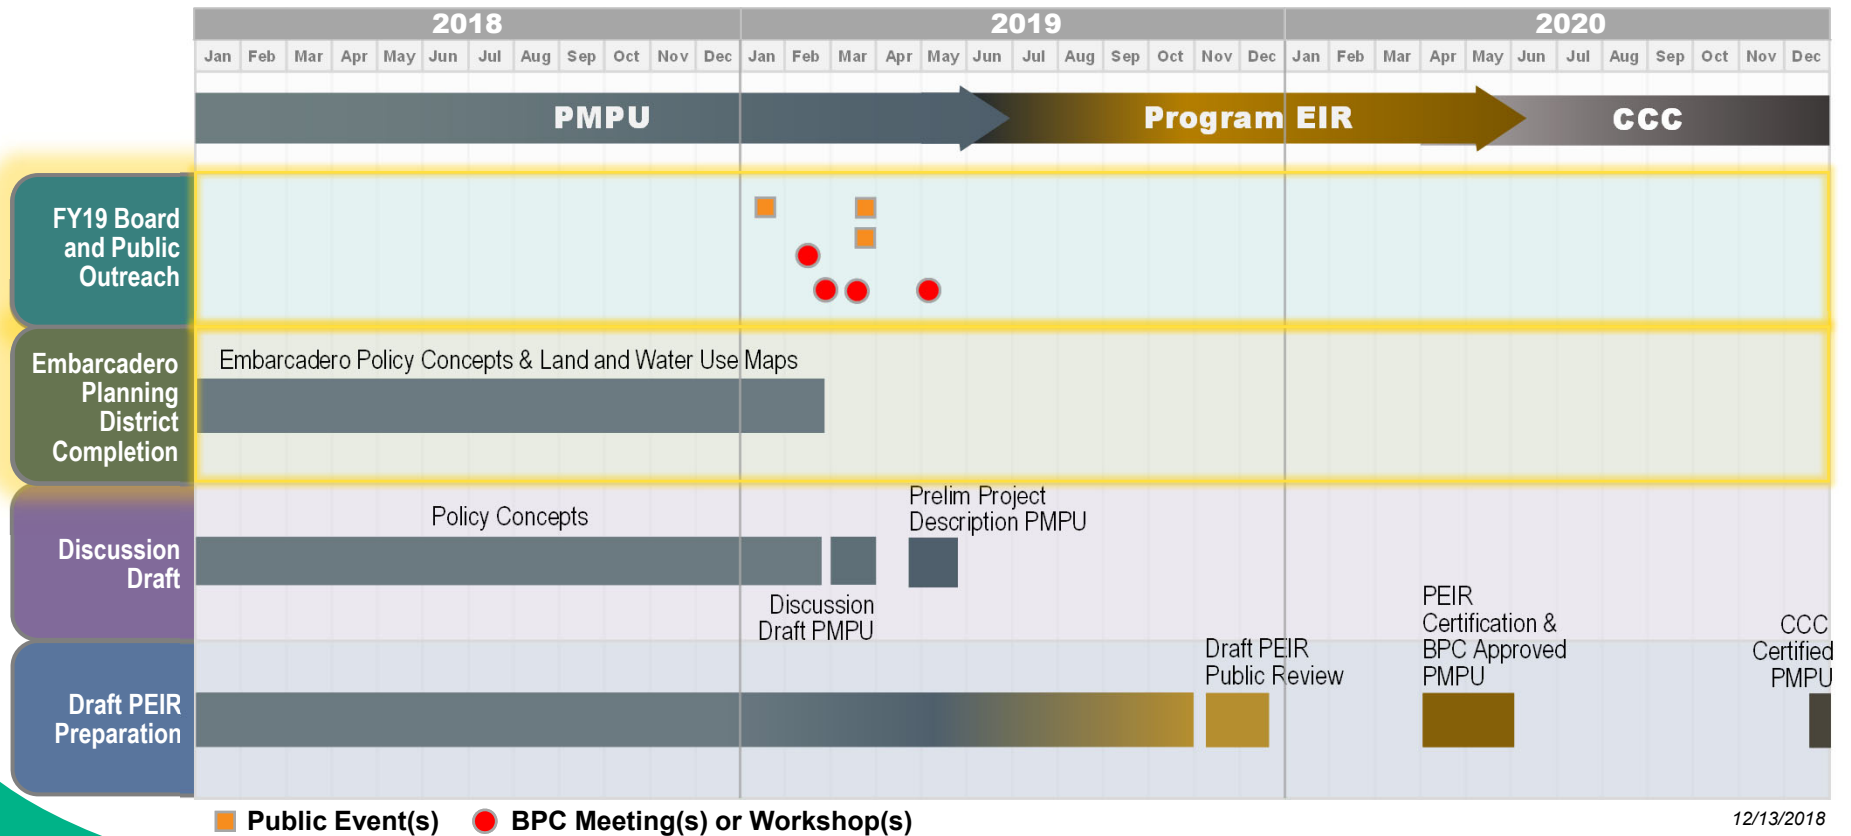 2018 2019 2020
Jan Feb Mar Apr May Jun Jul Aug Sep Oct Nov Dec Jan Feb Mar Apr May Jun Jul Aug Sep Oct Nov Dec Jan Feb Mar Apr May Jun Jul Aug Sep Oct Nov Dec
PMPU Program EIR CCC
FY19 Board
and Public
Outreach
Embarcadero
Planning
District
Completion
Embarcadero Policy Concepts & Land and Water Use Maps
Discussion
Draft
Policy Concepts
Discussion
Draft PMPU
Prelim Project
Description PMPU
Draft PEIR
Preparation
Draft PEIR
Public Review
PEIR
Certification &
BPC Approved
PMPU
CCC
Certified
PMPU
Public Event(s) BPC Meeting(s) or Workshop(s)
12/13/2018